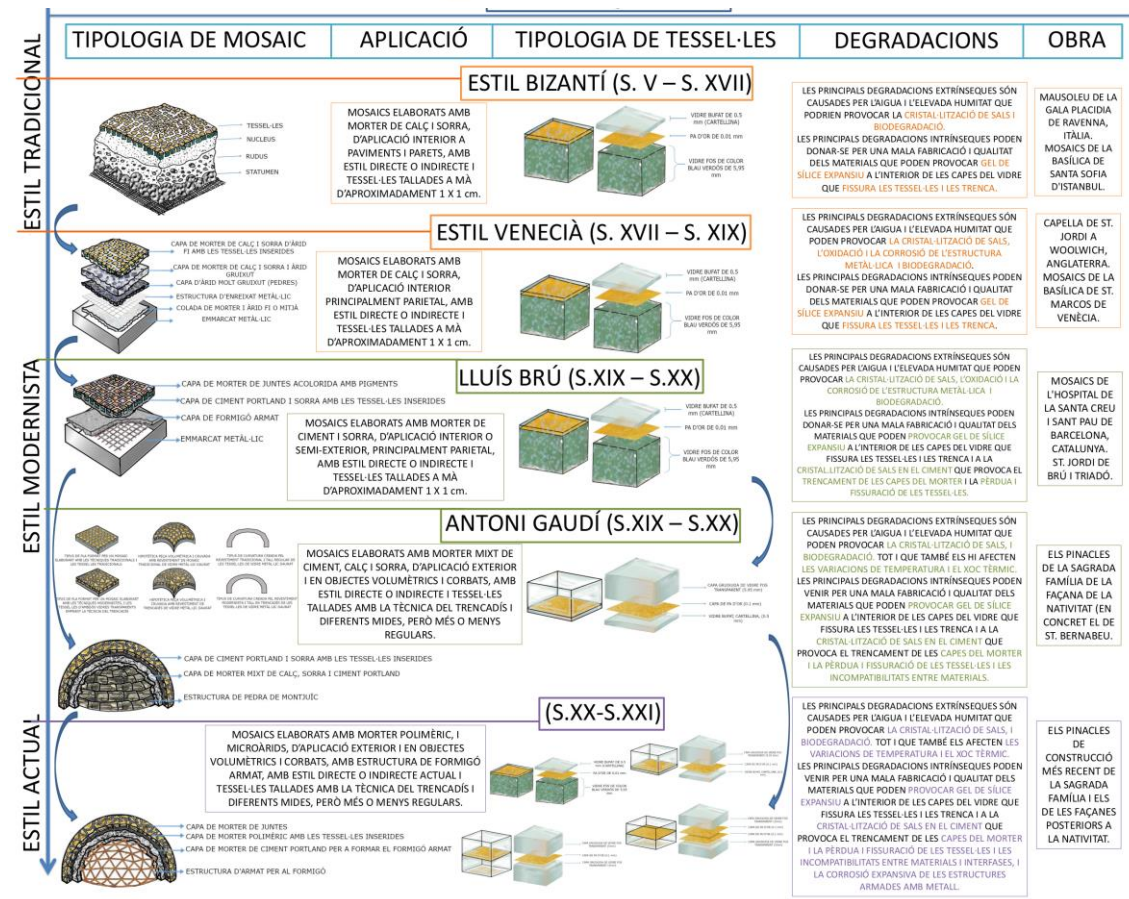 TIPOLOGIA DE MOSAIC
APLICACIÓ
TIPOLOGIA DE TESSEL·LES
DEGRADACIONS
OBRA
ESTIL TRADICIONAL
ESTIL BIZANTÍ (S. V – S. XVII)
TESSEL·LES
NUCLEUS
RUDUS
STATUMEN
MOSAICS ELABORATS AMB
MORTER DE CALÇ I SORRA,
D'APLICACIÓ INTERIOR A
PAVIMENTS I PARETS, AMB
ESTIL DIRECTE O INDIRECTE I
TESSEL·LES TALLADES A MÀ
D'APROXIMADAMENT 1 X 1 cm.
VIDRE FOS DE 0.5
mm (CARTELLINA)
PA D'OR DE 0.01 mm
VIDRE FOS DE COLOR
BLAU VERDÓS DE 5,95
mm
LES PRINCIPALS DEGRADACIONS EXTRÍNSEQUES SÓN
CAUSADES PER L'AIGUA I L'ELEVADA HUMITAT QUE
PODRIEN PROVOCAR LA CRISTAL·LITZACIÓ DE SALS I
BIODEGRADACIÓ.
LES PRINCIPALS DEGRADACIONS INTRÍNSEQUES PODEN
DONAR-SE PER UNA MALA FABRICACIÓ I QUALITAT
DELS MATERIALS QUE PODEN PROVOCAR GEL DE
SÍLICE EXPANSIU A L'INTERIOR DE LES CAPES DEL VIDRE
QUE FISSURA LES TESSEL·LES I LES TRENCA.
MAUSOLEU DE LA
GALA PLACIDIA
DE RAVENNA,
ITÀLIA.
MOSAICS DE LA
BASÍLICA DE
SANTA SOFIA
D'ISTANBUL.
ESTIL VENECIÀ (S. XVII – S. XIX)
CAPA DE MORTER DE CALÇ I SORRA D'ÀRID
FI AMB LES TESSEL·LES INSERIDES
CAPA DE MORTER DE CALÇ I SORRA I ÀRID
GRUIXUT
CAPA D'ÀRID MOLT GRUIXUT (PEDRES)
ESTRUCTURA D'ENREIXAT METÀL·LIC
COLADA DE MORTER I ÀRID FI O MITJÀ
EMMARCAT METÀL·LIC
MOSAICS ELABORATS AMB
MORTER DE CALÇ I SORRA,
D'APLICACIÓ INTERIOR
PRINCIPALMENT PARIETAL, AMB
ESTIL DIRECTE O INDIRECTE I
TESSEL·LES TALLADES A MÀ
D'APROXIMADAMENT 1 X 1 cm.
VIDRE BUFAT DE 0.5
mm (CARTELLINA)
PA D'OR DE 0.01 mm
VIDRE FOS DE COLOR
BLAU VERDÓS DE 5,95
mm
LES PRINCIPALS DEGRADACIONS EXTRÍNSEQUES SÓN
CAUSADES PER L'AIGUA I L'ELEVADA HUMITAT QUE
PODEN PROVOCAR LA CRISTAL·LITZACIÓ DE SALS,
L'OXIDACIÓ I LA CORROSIÓ DE L'ESTRUCTURA
METÀL·LICA I BIODEGRADACIÓ.
LES PRINCIPALS DEGRADACIONS INTRÍNSEQUES PODEN
DONAR-SE PER UNA MALA FABRICACIÓ I QUALITAT
DELS MATERIALS QUE PODEN PROVOCAR GEL DE
SÍLICE EXPANSIU A L'INTERIOR DE LES CAPES DEL VIDRE
QUE FISSURA LES TESSEL·LES I LES TRENCA.
CAPELLA DE ST.
JORDI A
WOOLWICH,
ANGLATERRA.
MOSAICS DE LA
BASÍLICA DE ST.
MARCOS DE
VENÈCIA.
ESTIL MODERNISTA
LLUÍS BRÚ (S.XIX – S.XX)
CAPA DE MORTER DE JUNTES ACOLORIDA AMB PIGMENTS
CAPA DE CIMENT PORTLAND I SORRA AMB LES TESSEL·LES INSERIDES
CAPA DE FORMIGÓ ARMAT
EMMARCAT METÀL·LIC
MOSAICS ELABORATS AMB MORTER DE
CIMENT I SORRA, D'APLICACIÓ INTERIOR O
SEMI-EXTERIOR, PRINCIPALMENT PARIETAL,
AMB ESTIL DIRECTE O INDIRECTE I
TESSEL·LES TALLADES A MÀ
D'APROXIMADAMENT 1 X 1 cm.
VIDRE BUFAT DE 0.5
mm (CARTELLINA)
PA D'OR DE 0.01 mm
VIDRE FOS DE COLOR
BLAU VERDÓS DE 5,95
mm
LES PRINCIPALS DEGRADACIONS EXTRÍNSEQUES SÓN
CAUSADES PER L'AIGUA I L'ELEVADA HUMITAT QUE PODEN
PROVOCAR LA CRISTAL·LITZACIÓ DE SALS, L'OXIDACIÓ I LA
CORROSIÓ DE L'ESTRUCTURA METÀL·LICA I
BIODEGRADACIÓ.
LES PRINCIPALS DEGRADACIONS INTRÍNSEQUES PODEN
DONAR-SE PER UNA MALA FABRICACIÓ I QUALITAT DELS
MATERIALS QUE PODEN PROVOCAR GEL DE SÍLICE
EXPANSIU A L'INTERIOR DE LES CAPES DEL VIDRE QUE
FISSURA LES TESSEL·LES I LES TRENCA I A LA
CRISTAL.LITZACIÓ DE SALS EN EL CIMENT QUE PROVOCA EL
TRENCAMENT DE LES CAPES DEL MORTER I LA PÈRDUA I
FISSURACIÓ DE LES TESSEL·LES.
MOSAICS DE
L'HOSPITAL DE
LA SANTA CREU
I SANT PAU DE
BARCELONA,
CATALUNYA.
ST. JORDI DE
BRÚ I TRIADÓ.
ANTONI GAUDÍ (S.XIX – S.XX)
MOSAICS ELABORATS AMB MORTER MIXT DE
CIMENT, CALÇ I SORRA, D'APLICACIÓ EXTERIOR
I EN OBJECTES VOLUMÈTRICS I CORBATS, AMB
ESTIL DIRECTE O INDIRECTE I TESSEL·LES
TALLADES AMB LA TÈCNICA DEL TRENCADÍS I
DIFERENTS MIDES, PERÒ MÉS O MENYS
REGULARS.
CAPA DE PA D'OR (0.1 mm)
LES PRINCIPALS DEGRADACIONS EXTRÍNSEQUES SÓN
CAUSADES PER L'AIGUA I L'ELEVADA HUMITAT QUE
PODEN PROVOCAR LA CRISTAL·LITZACIÓ DE SALS, I
BIODEGRADACIÓ. TOT I QUE TAMBÉ ELS HI AFECTEN
LES VARIACIONS DE TEMPERATURA I EL XOC TÈRMIC.
LES PRINCIPALS DEGRADACIONS INTRÍNSEQUES PODEN
VENIR PER UNA MALA FABRICACIÓ I QUALITAT DELS
MATERIALS QUE PODEN PROVOCAR GEL DE SÍLICE
EXPANSIU A L'INTERIOR DE LES CAPES DEL VIDRE QUE
FISSURA LES TESSEL·LES I LES TRENCA I A LA
CRISTAL·LITZACIÓ DE SALS EN EL CIMENT QUE
PROVOCA EL TRENCAMENT DE LES CAPES DEL MORTER
I LA PÈRDUA I FISSURACIÓ DE LES TESSEL·LES I LES
INCOMPATIBILITATS ENTRE MATERIALS.
ELS PINACLES
DE LA SAGRADA
FAMÍLIA DE LA
FAÇANA DE LA
NATIVITAT (EN
CONCRET EL DE
ST. BERNABEU.
CAPA DE CIMENT PORTLAND I SORRA AMB LES TESSEL·LES INSERIDES
CAPA DE MORTER MIXT DE CALÇ, SORRA I CIMENT PORTLAND
ESTRUCTURA DE PEDRA DE MONTJUÏC
ESTIL ACTUAL
(S.XX-S.XXI)
MOSAICS ELABORATS AMB MORTER POLIMÈRIC, I
MICROÀRIDS, D'APLICACIÓ EXTERIOR I EN OBJECTES
VOLUMÈTRICS I CORBATS, AMB ESTRUCTURA DE FORMIGÓ
ARMAT, AMB ESTIL DIRECTE O INDIRECTE ACTUAL I
TESSEL·LES TALLADES AMB LA TÈCNICA DEL TRENCADÍS I
DIFERENTS MIDES, PERÒ MÉS O MENYS REGULARS.
CAPA DE MORTER DE JUNTES
CAPA DE MORTER POLIMÈRIC AMB LES TESSEL·LES INSERIDES
CAPA DE MORTER DE CIMENT PORTLAND PER A FORMAR EL FORMIGÓ ARMAT
ESTRUCTURA D'ARMAT PER AL FORMIGÓ
LES PRINCIPALS DEGRADACIONS EXTRÍNSEQUES SÓN
CAUSADES PER L'AIGUA I L'ELEVADA HUMITAT QUE
PODEN PROVOCAR LA CRISTAL·LITZACIÓ DE SALS, I
BIODEGRADACIÓ. TOT I QUE TAMBÉ ELS AFECTEN LES
VARIACIONS DE TEMPERATURA I EL XOC TÈRMIC.
LES PRINCIPALS DEGRADACIONS INTRÍNSEQUES PODEN
VENIR PER UNA MALA FABRICACIÓ I QUALITAT DELS
MATERIALS QUE PODEN PROVOCAR GEL DE SÍLICE
EXPANSIU A L'INTERIOR DE LES CAPES DEL VIDRE QUE
FISSURA LES TESSEL·LES I LES TRENCA I A LA
CRISTAL·LITZACIÓ DE SALS EN EL CIMENT QUE
PROVOCA EL TRENCAMENT DE LES CAPES DEL MORTER
I LA PÈRDUA I FISSURACIÓ DE LES TESSEL·LES I LES
INCOMPATIBILITATS ENTRE MATERIALS I INTERFASES, I
LA CORROSIÓ EXPANSIVA DE LES ESTRUCTURES
ARMADES AMB METALL.
ELS PINACLES
DE
CONSTRUCCIÓ
MÉS RECENT DE
LA SAGRADA
FAMÍLIA I ELS
DE LES FAÇANES
POSTERIORS A
LA NATIVITAT.